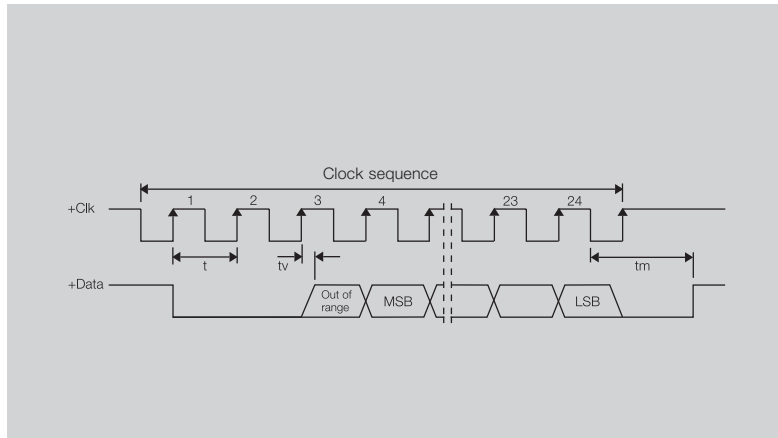 Clock sequence
+Clk
1
2
3
4
23
24
t
tv
tm
+Data
Out of
range
MSB
LSB